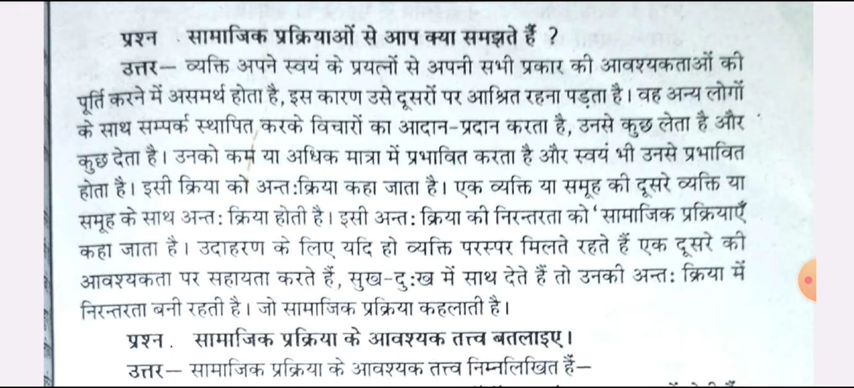 प्रश्न . सामाजिक प्रक्रियाओं से आप क्या समझते हैं ?
उत्तर— व्यक्ति अपने स्वयं के प्रयत्नों से अपनी सभी प्रकार की आवश्यकताओं की
पूर्ति करने में असमर्थ होता है, इस कारण उसे दूसरों पर आश्रित रहना पड़ता है। वह अन्य लोगों
के साथ सम्पर्क स्थापित करके विचारों का आदान-प्रदान करता है, उनसे कुछ लेता है और
कुछ देता है। उनको कम या अधिक मात्रा में प्रभावित करता है और स्वयं भी उनसे प्रभावित
होता है। इसी क्रिया को अन्त:क्रिया कहा जाता है। एक व्यक्ति या समूह की दूसरे व्यक्ति या
समूह के साथ अन्त: क्रिया होती है। इसी अन्त: क्रिया की निरन्तरता को ‘सामाजिक प्रक्रियाएँ
कहा जाता है। उदाहरण के लिए यदि हो व्यक्ति परस्पर मिलते रहते हैं एक दूसरे की
आवश्यकता पर सहायता करते हैं, सुख-दु:ख में साथ देते हैं तो उनकी अन्त: क्रिया में
निरन्तरता बनी रहती है। जो सामाजिक प्रक्रिया कहलाती है।
प्रश्न . सामाजिक प्रक्रिया के आवश्यक तत्त्व बतलाइए।
उत्तर— सामाजिक प्रक्रिया के आवश्यक तत्त्व निम्नलिखित हैं—